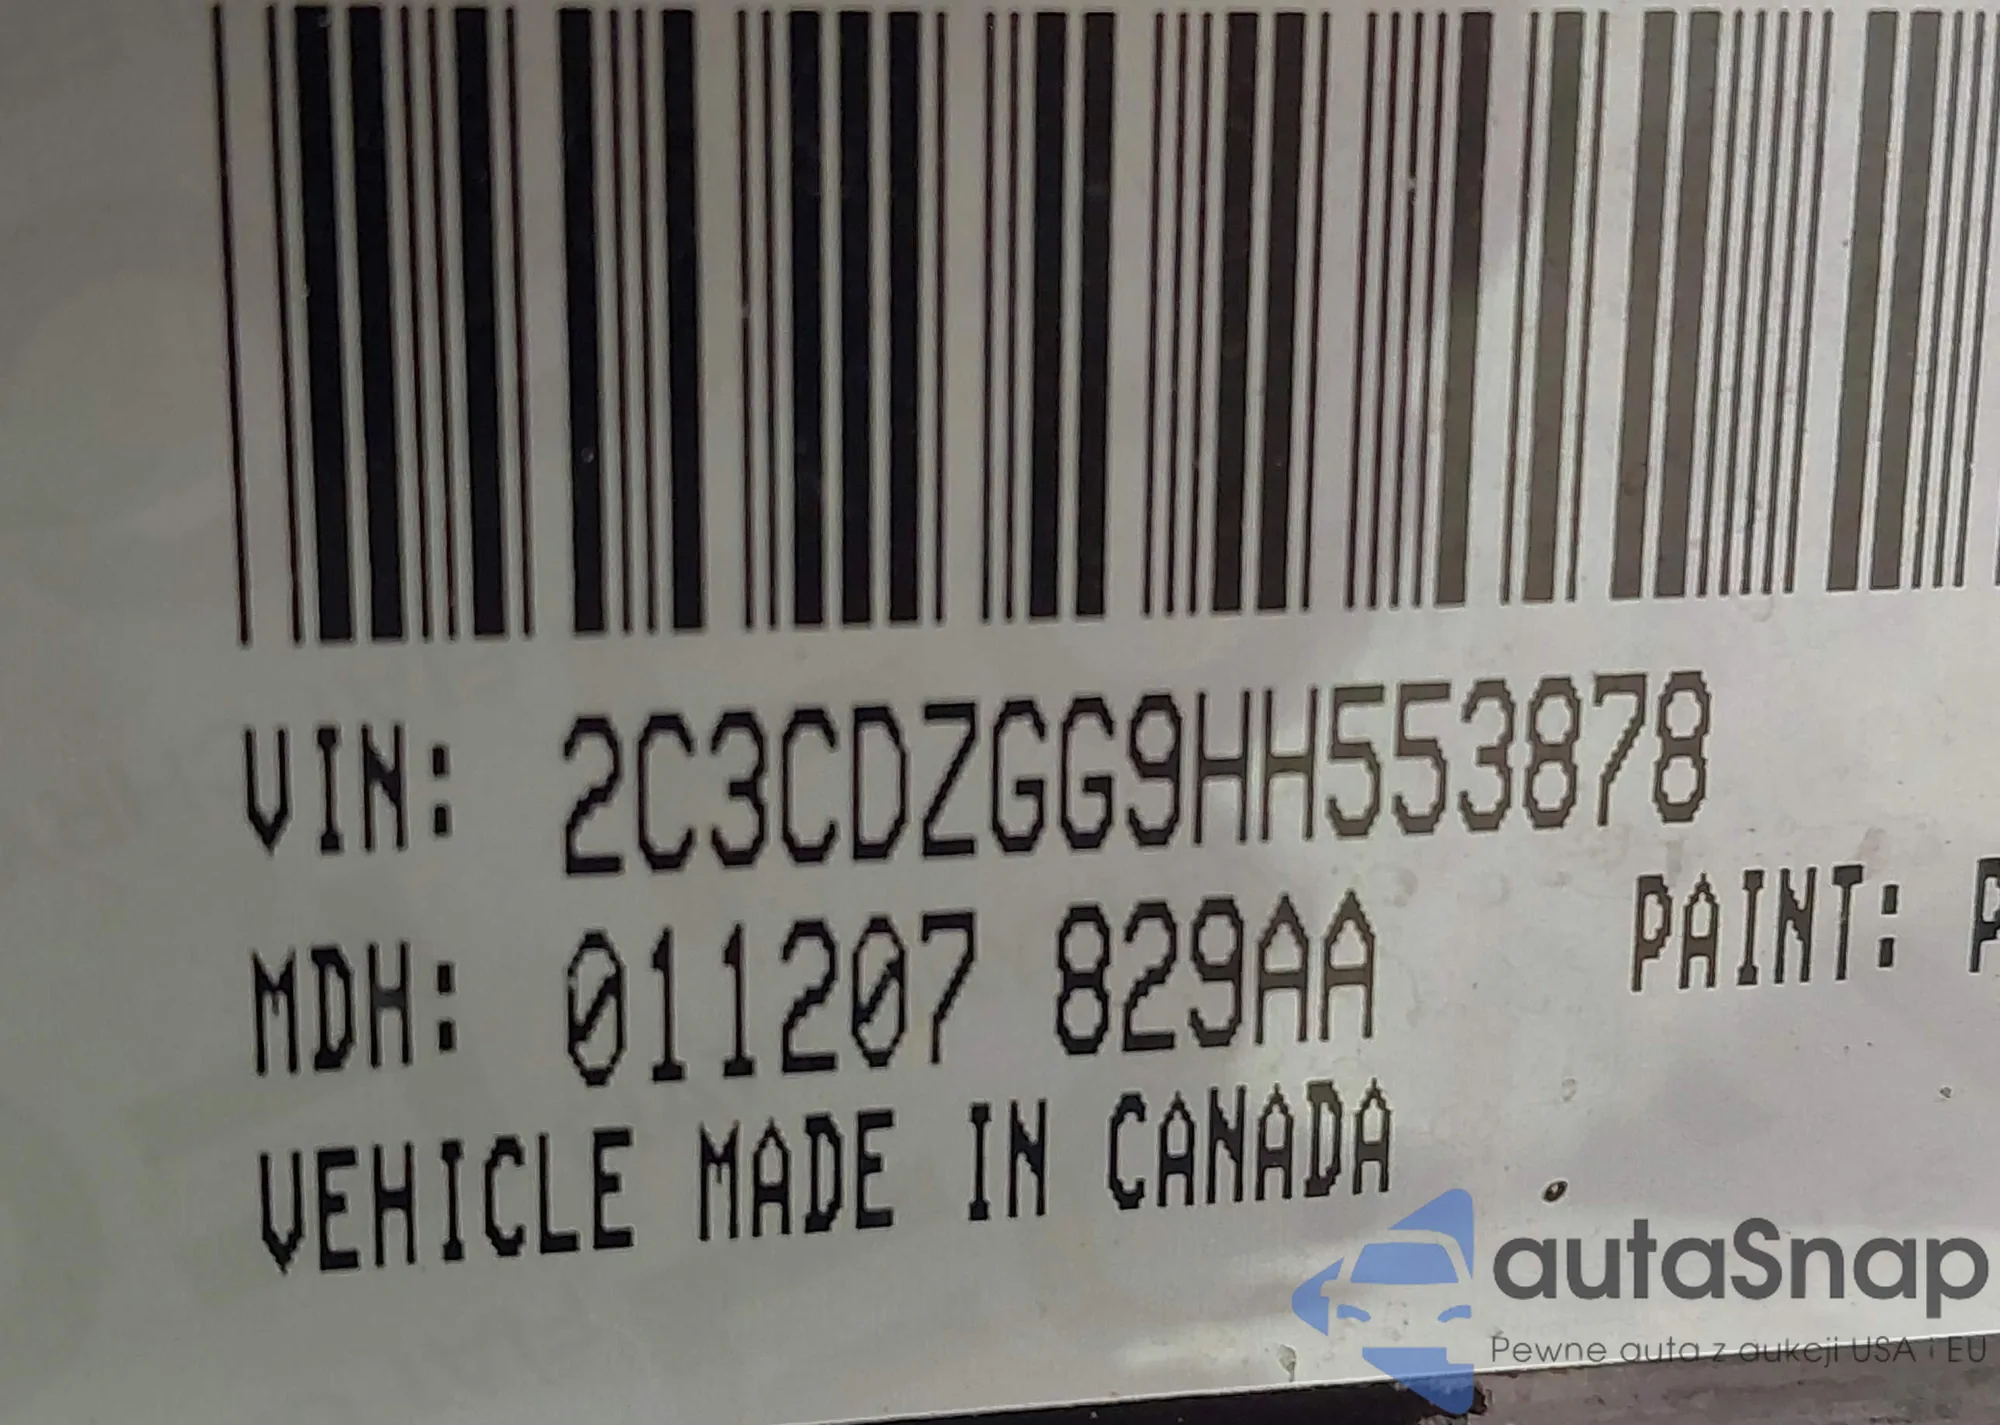 VIN: 2C3CDZGG9HH553878
MDH: 011207 829AA PAINT: P
VEHICLE MADE IN CANADA
autaSnap
Pewne auta z aukcji USA i EU